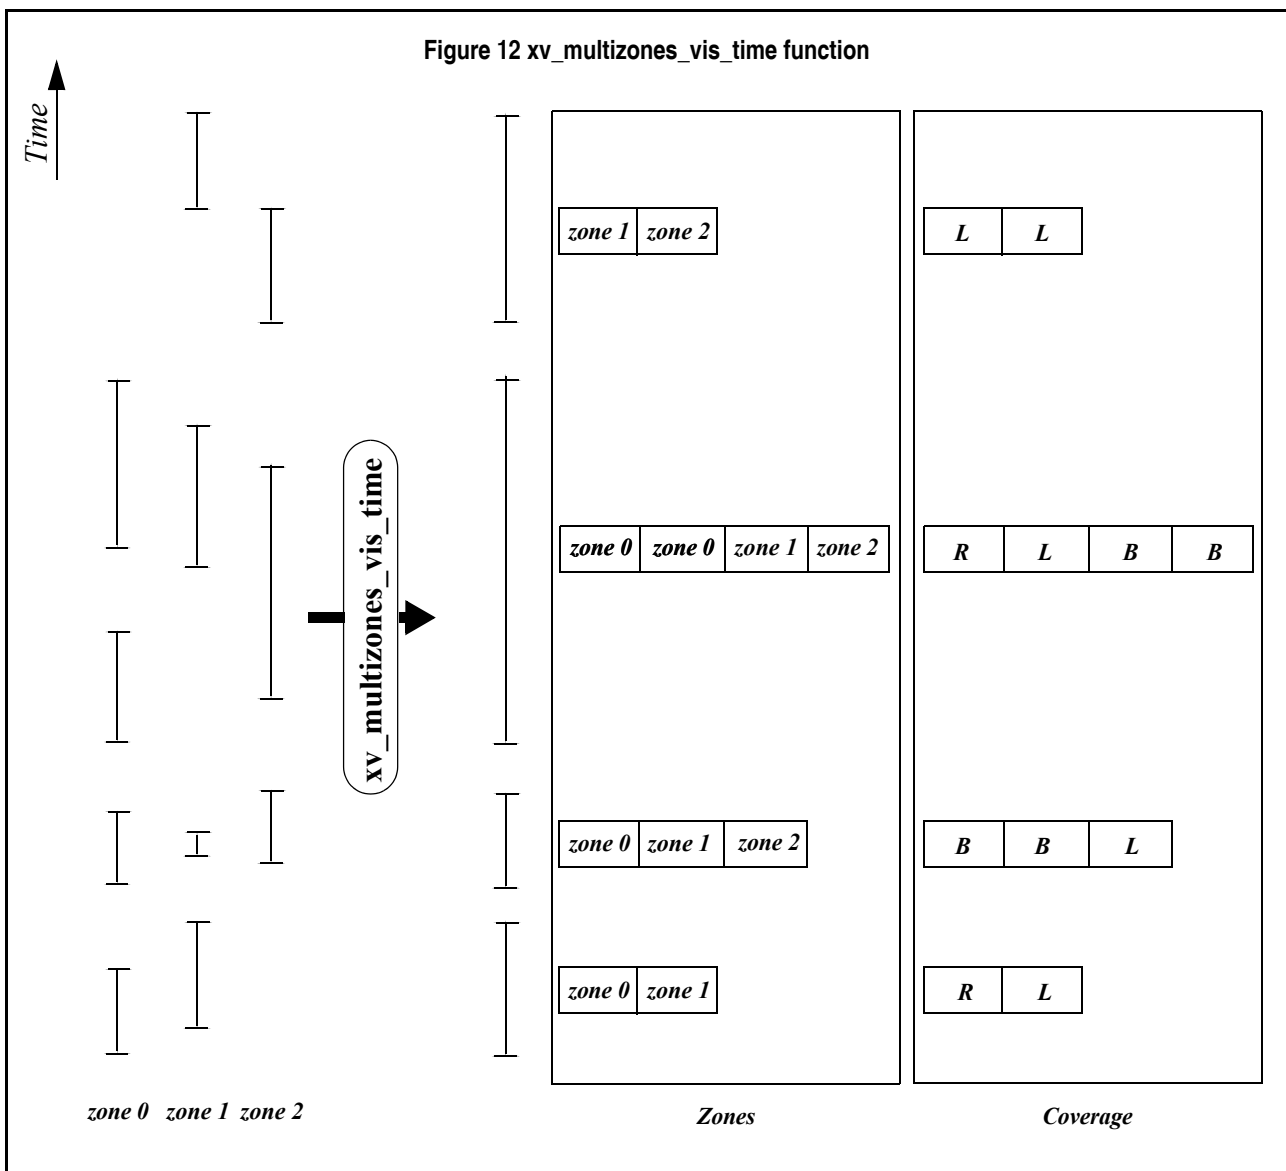 Figure 12 xv_multizones_vis_time function
Time
zone 1 zone 2
L L
xv_multizones_vis_time
zone 0 zone 0 zone 1 zone 2
R L B B
zone 0 zone 1 zone 2
B B L
zone 0 zone 1
R L
zone 0 zone 1 zone 2
Zones
Coverage